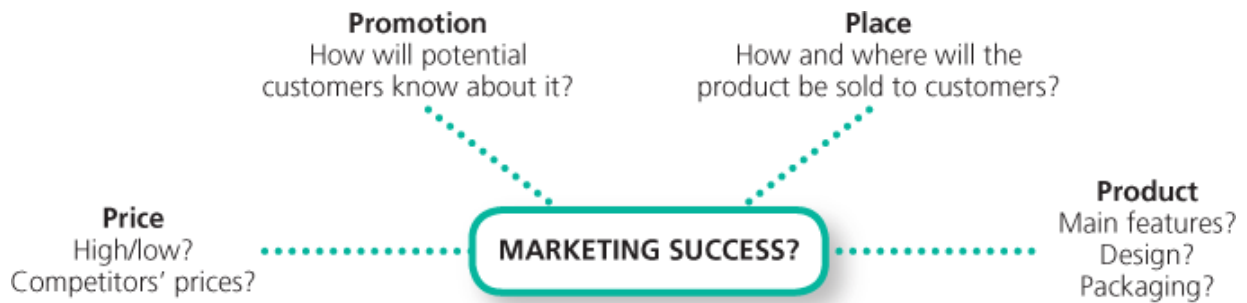 Promotion
How will potential
customers know about it?
Place
How and where will the
product be sold to customers?
Price
High/low?
Competitors’ prices?
MARKETING SUCCESS?
Product
Main features?
Design?
Packaging?